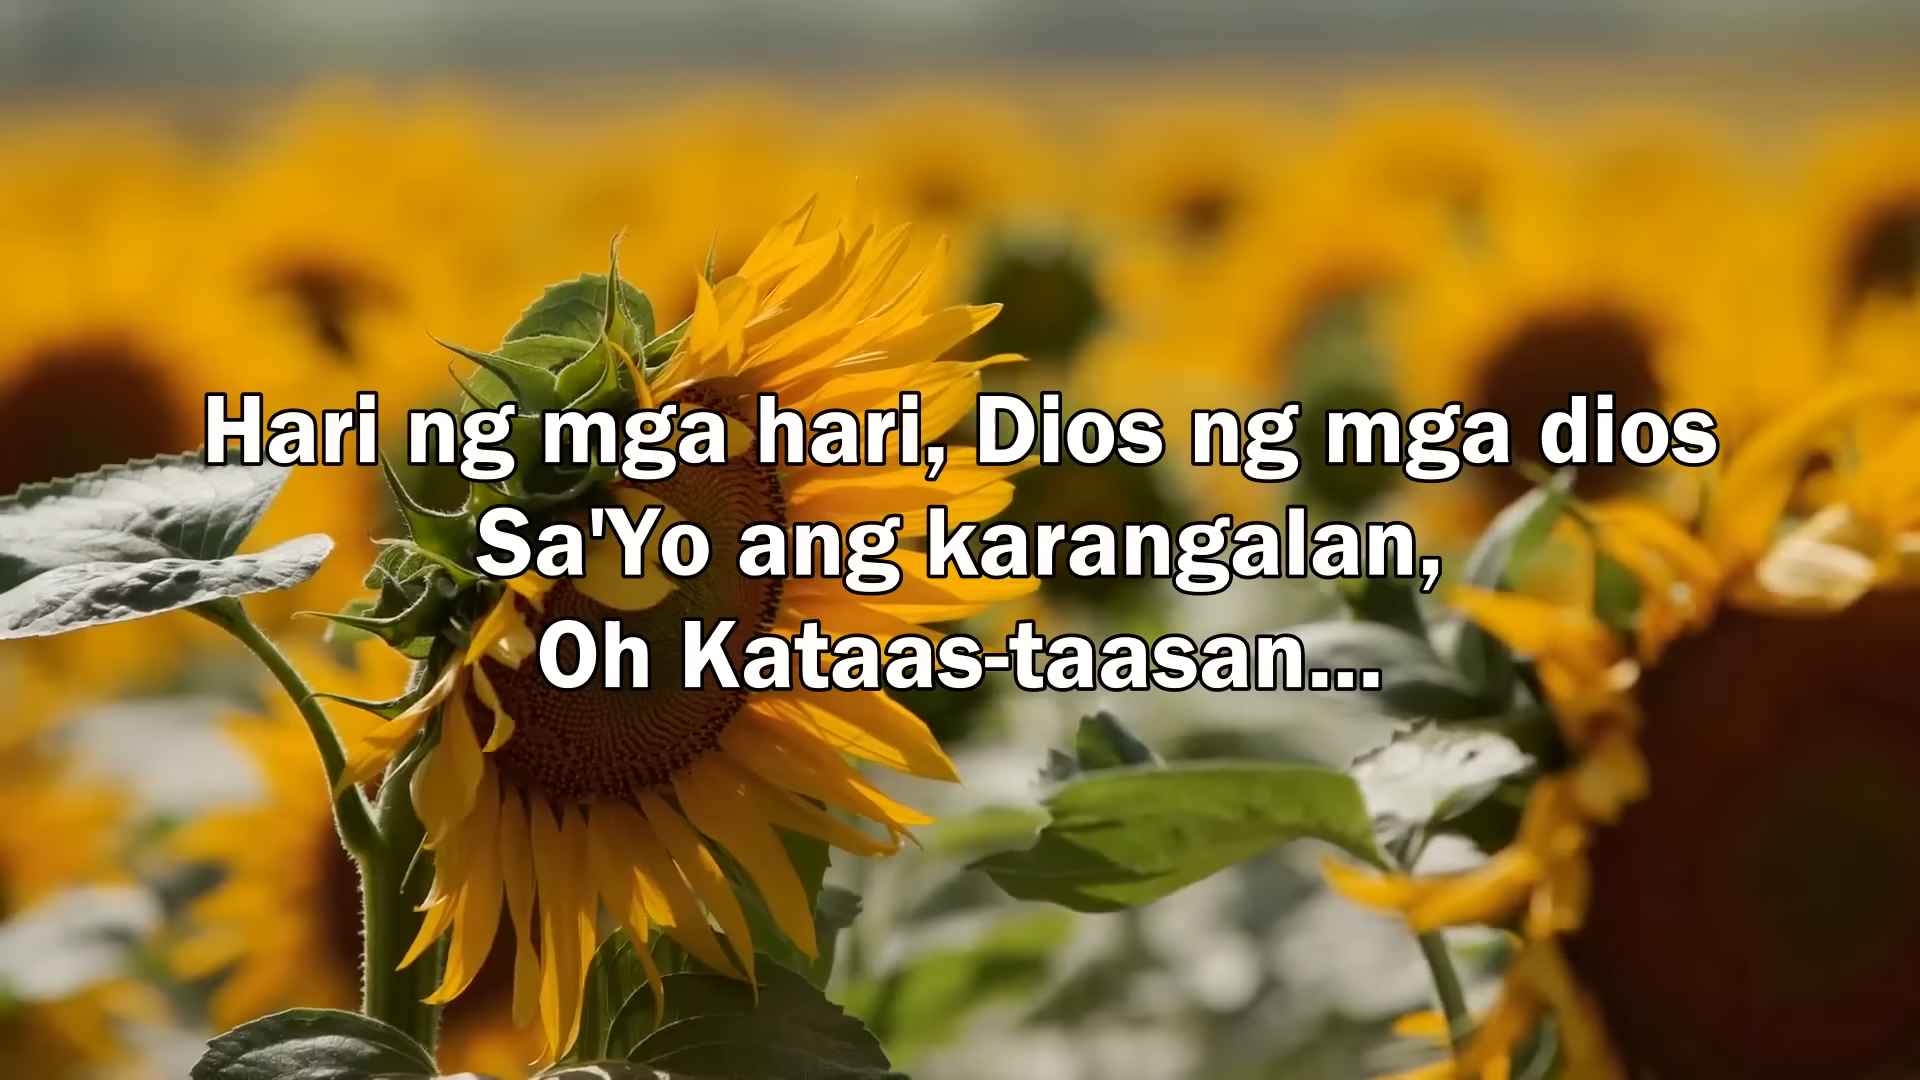 Hari ng mga hari, Dios ng mga dios
Sa'Yo ang karangalan,
Oh Kataas-taasan...